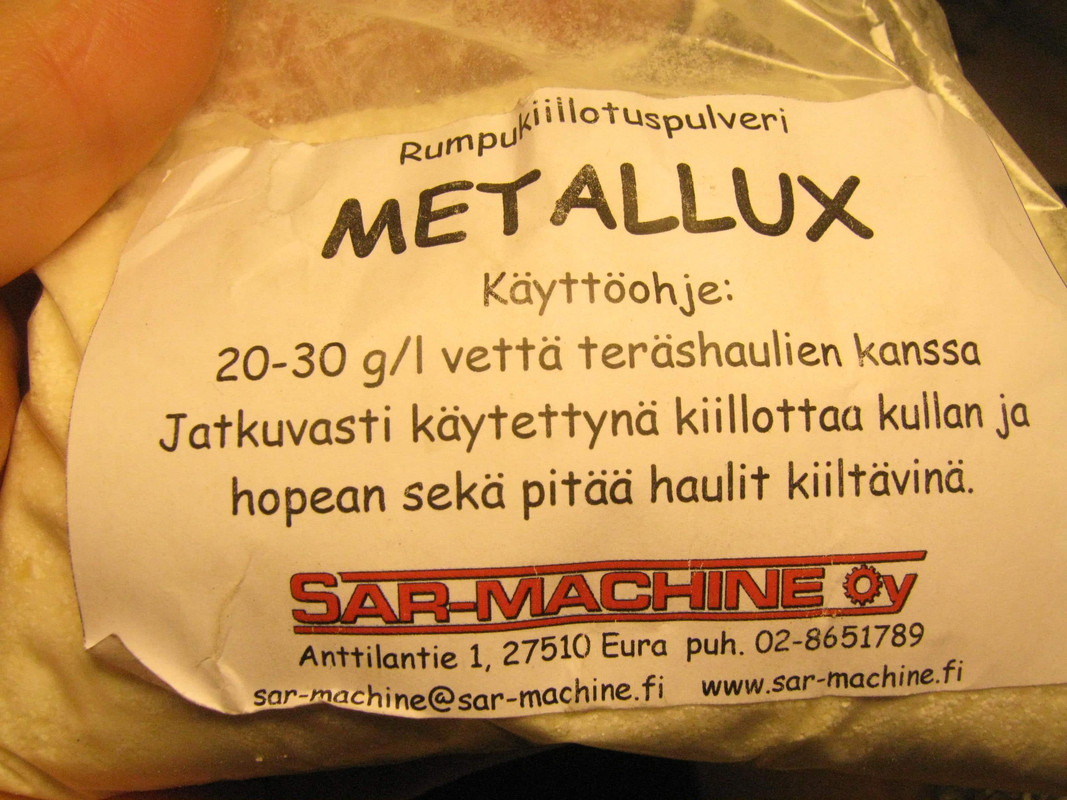 Rumpukiillotuspulveri
METALLUX
Käyttöohje:
20-30 g/l vettä teräshaulien kanssa
Jatkuvasti käytettynä kiillottaa kullan ja
hopean sekä pitää haulit kiiltävinä.
SAR-MACHINE Oy
Anttilantie 1, 27510 Eura puh. 02-8651789
sar-machine@sar-machine.fi www.sar-machine.fi